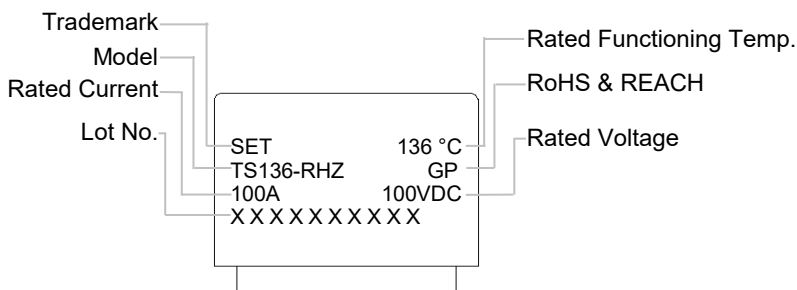 Trademark
Model
Rated Current
Lot No.
SET 136 °C
TS136-RHZ GP
100A 100VDC
XXXXXXXXXX
Rated Functioning Temp.
RoHS & REACH
Rated Voltage